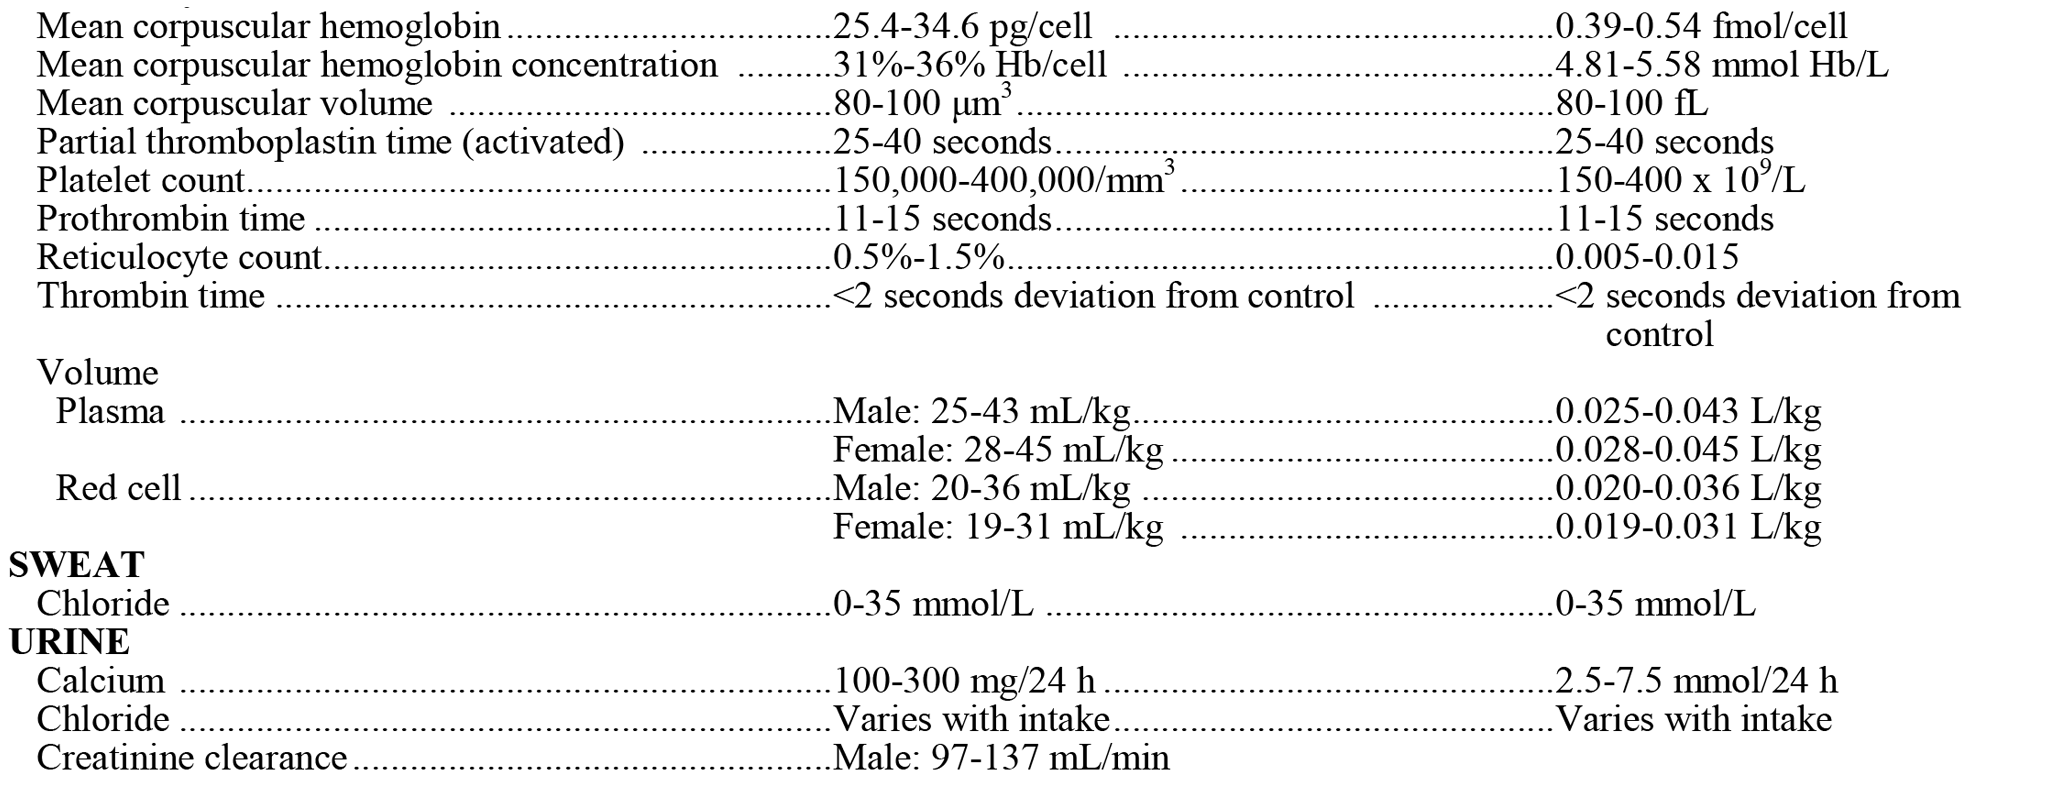 Mean corpuscular hemoglobin..........25.4-34.6 pg/cell ..........0.39-0.54 fmol/cell
Mean corpuscular hemoglobin concentration ..........31%-36% Hb/cell ..........4.81-5.58 mmol Hb/L
Mean corpuscular volume ..........80-100 μm³..........80-100 fL
Partial thromboplastin time (activated) ..........25-40 seconds..........25-40 seconds
Platelet count..........150,000-400,000/mm³..........150-400 x 10⁹/L
Prothrombin time ..........11-15 seconds..........11-15 seconds
Reticulocyte count..........0.5%-1.5%..........0.005-0.015
Thrombin time ..........<2 seconds deviation from control ..........<2 seconds deviation from
control
Volume
Plasma ..........Male: 25-43 mL/kg..........0.025-0.043 L/kg
Female: 28-45 mL/kg ..........0.028-0.045 L/kg
Red cell ..........Male: 20-36 mL/kg ..........0.020-0.036 L/kg
Female: 19-31 mL/kg ..........0.019-0.031 L/kg
SWEAT
Chloride ..........0-35 mmol/L ..........0-35 mmol/L
URINE
Calcium ..........100-300 mg/24 h ..........2.5-7.5 mmol/24 h
Chloride ..........Varies with intake..........Varies with intake
Creatinine clearance..........Male: 97-137 mL/min